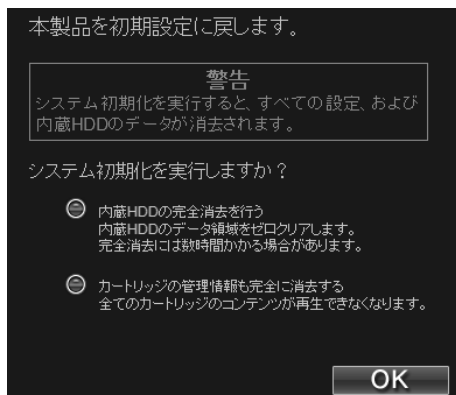 本製品を初期設定に戻します。
警告
システム初期化を実行すると、すべての設定、および
内蔵HDDのデータが消去されます。
システム初期化を実行しますか？
内蔵HDDの完全消去を行う
内蔵HDDのデータ領域をゼロクリアします。
完全消去には数時間かかる場合があります。
カートリッジの管理情報も完全に消去する
全てのカートリッジのコンテンツが再生できなくなります。
OK